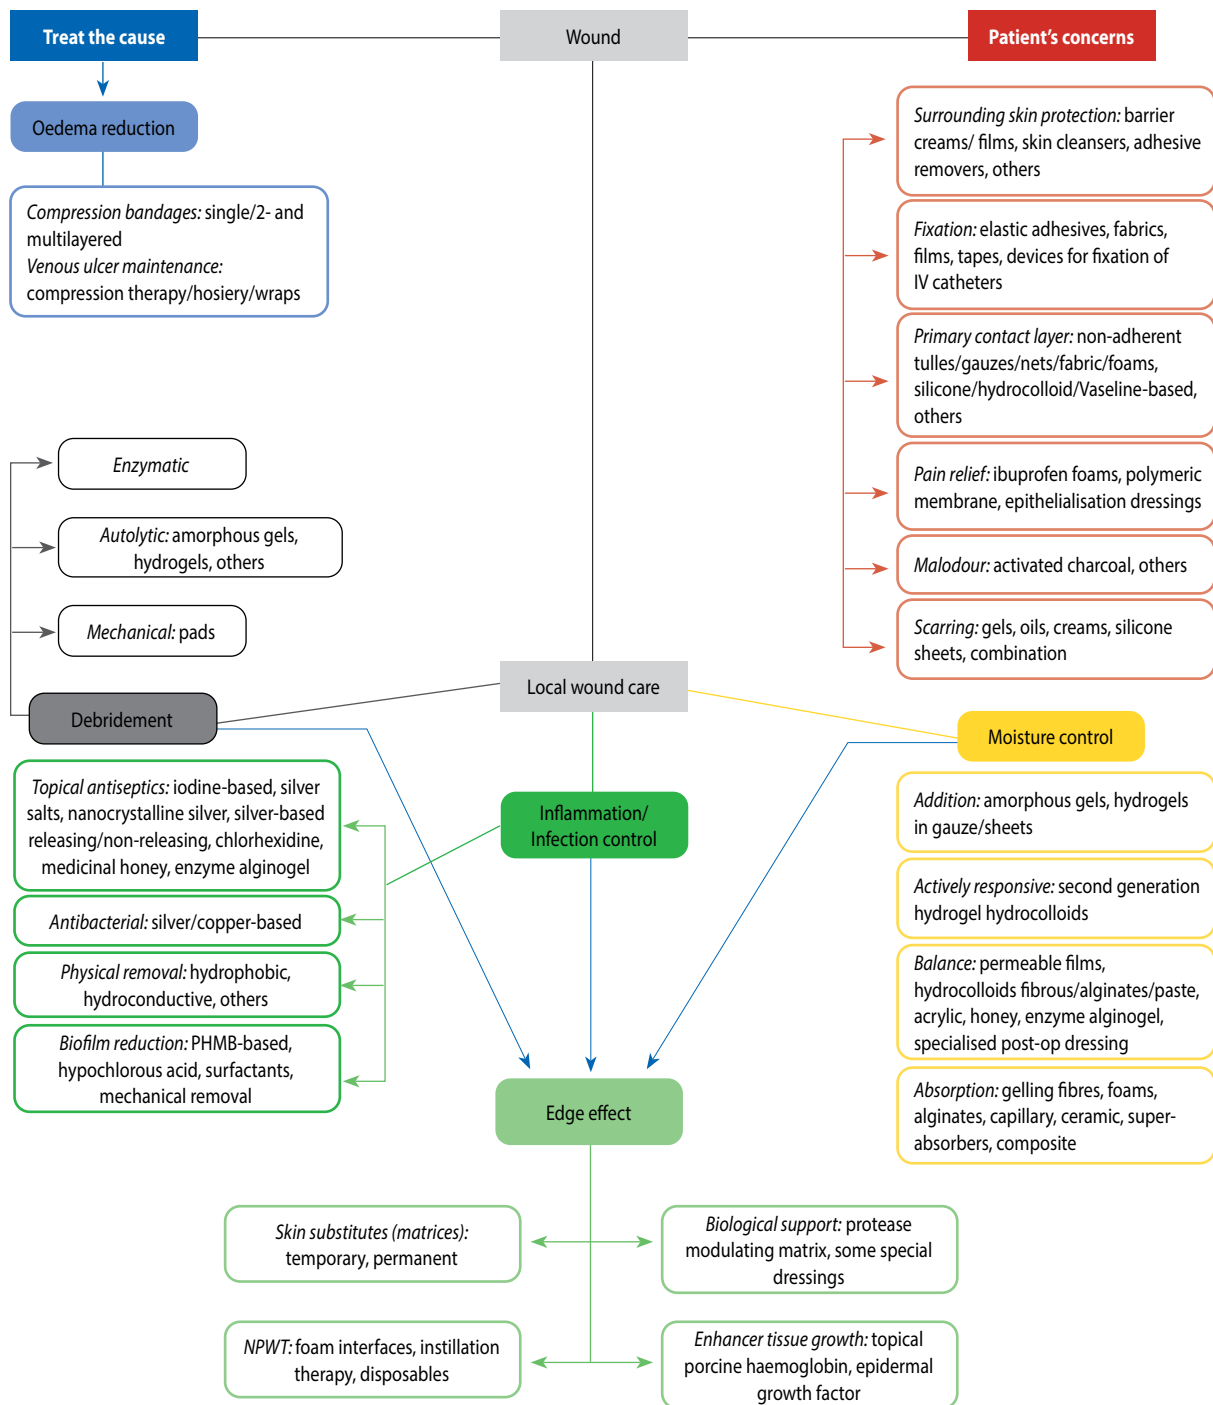 Treat the cause
Wound
Patient's concerns
Oedema reduction
Compression bandages: single/2- and
multilayered
Venous ulcer maintenance:
compression therapy/hosiery/wraps
Surrounding skin protection: barrier
creams/ films, skin cleansers, adhesive
removers, others
Fixation: elastic adhesives, fabrics,
films, tapes, devices for fixation of
IV catheters
Primary contact layer: non-adherent
tulles/gauzes/nets/fabric/foams,
silicone/hydrocolloid/Vaseline-based,
others
Pain relief: ibuprofen foams, polymeric
membrane, epithelialisation dressings
Malodour: activated charcoal, others
Scarring: gels, oils, creams, silicone
sheets, combination
Enzymatic
Autolytic: amorphous gels,
hydrogels, others
Mechanical: pads
Debridement
Local wound care
Moisture control
Topical antiseptics: iodine-based, silver
salts, nanocrystalline silver, silver-based
releasing/non-releasing, chlorhexidine,
medicinal honey, enzyme alginogel
Antibacterial: silver/copper-based
Physical removal: hydrophobic,
hydroconductive, others
Biofilm reduction: PHMB-based,
hypochlorous acid, surfactants,
mechanical removal
Inflammation/
Infection control
Addition: amorphous gels, hydrogels
in gauze/sheets
Actively responsive: second generation
hydrogel hydrocolloids
Balance: permeable films,
hydrocolloids fibrous/alginates/paste,
acrylic, honey, enzyme alginogel,
specialised post-op dressing
Absorption: gelling fibres, foams,
alginates, capillary, ceramic, super-
absorbers, composite
Edge effect
Skin substitutes (matrices):
temporary, permanent
Biological support: protease
modulating matrix, some special
dressings
NPWT: foam interfaces, instillation
therapy, disposables
Enhancer tissue growth: topical
porcine haemoglobin, epidermal
growth factor